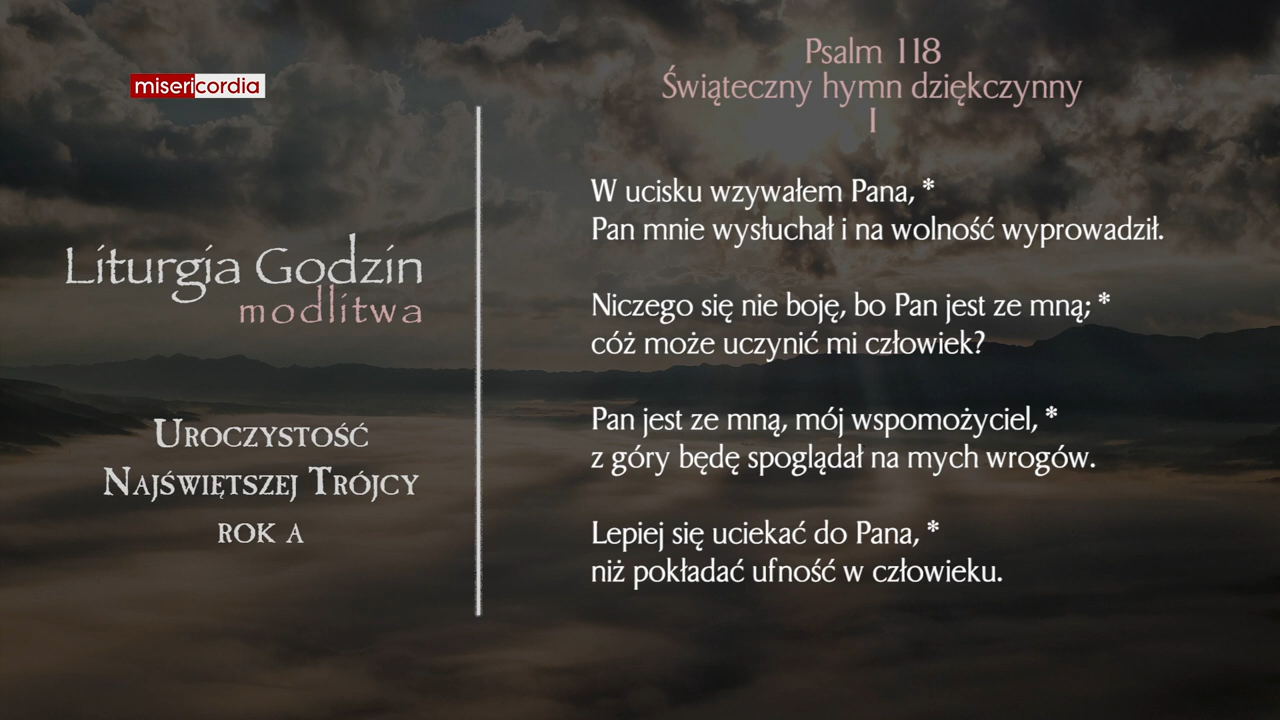 misericordia
Liturgia Godzin
modlitwa
Uroczystość
Najświętszej Trójcy
rok A
Psalm 118
Świąteczny hymn dziękczynny
I
W ucisku wzywałem Pana, *
Pan mnie wysłuchał i na wolność wyprowadził.
Niczego się nie boję, bo Pan jest ze mną; *
cóż może uczynić mi człowiek?
Pan jest ze mną, mój wspomożyciel, *
z góry będę spoglądał na mych wrogów.
Lepiej się uciekać do Pana, *
niż pokładać ufność w człowieku.